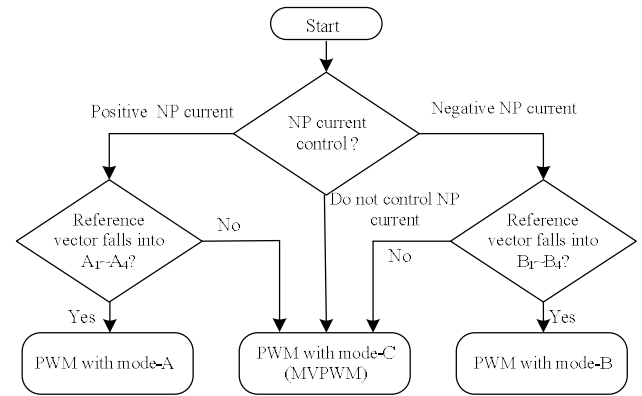 Start
Positive NP current
NP current
control ?
Negative NP current
Do not control NP
current
Reference
vector falls into
A₁~A₄?
No
Reference
vector falls into
B₁~B₄?
No
Yes
Yes
PWM with mode-A
PWM with mode-C
(MVPWM)
PWM with mode-B